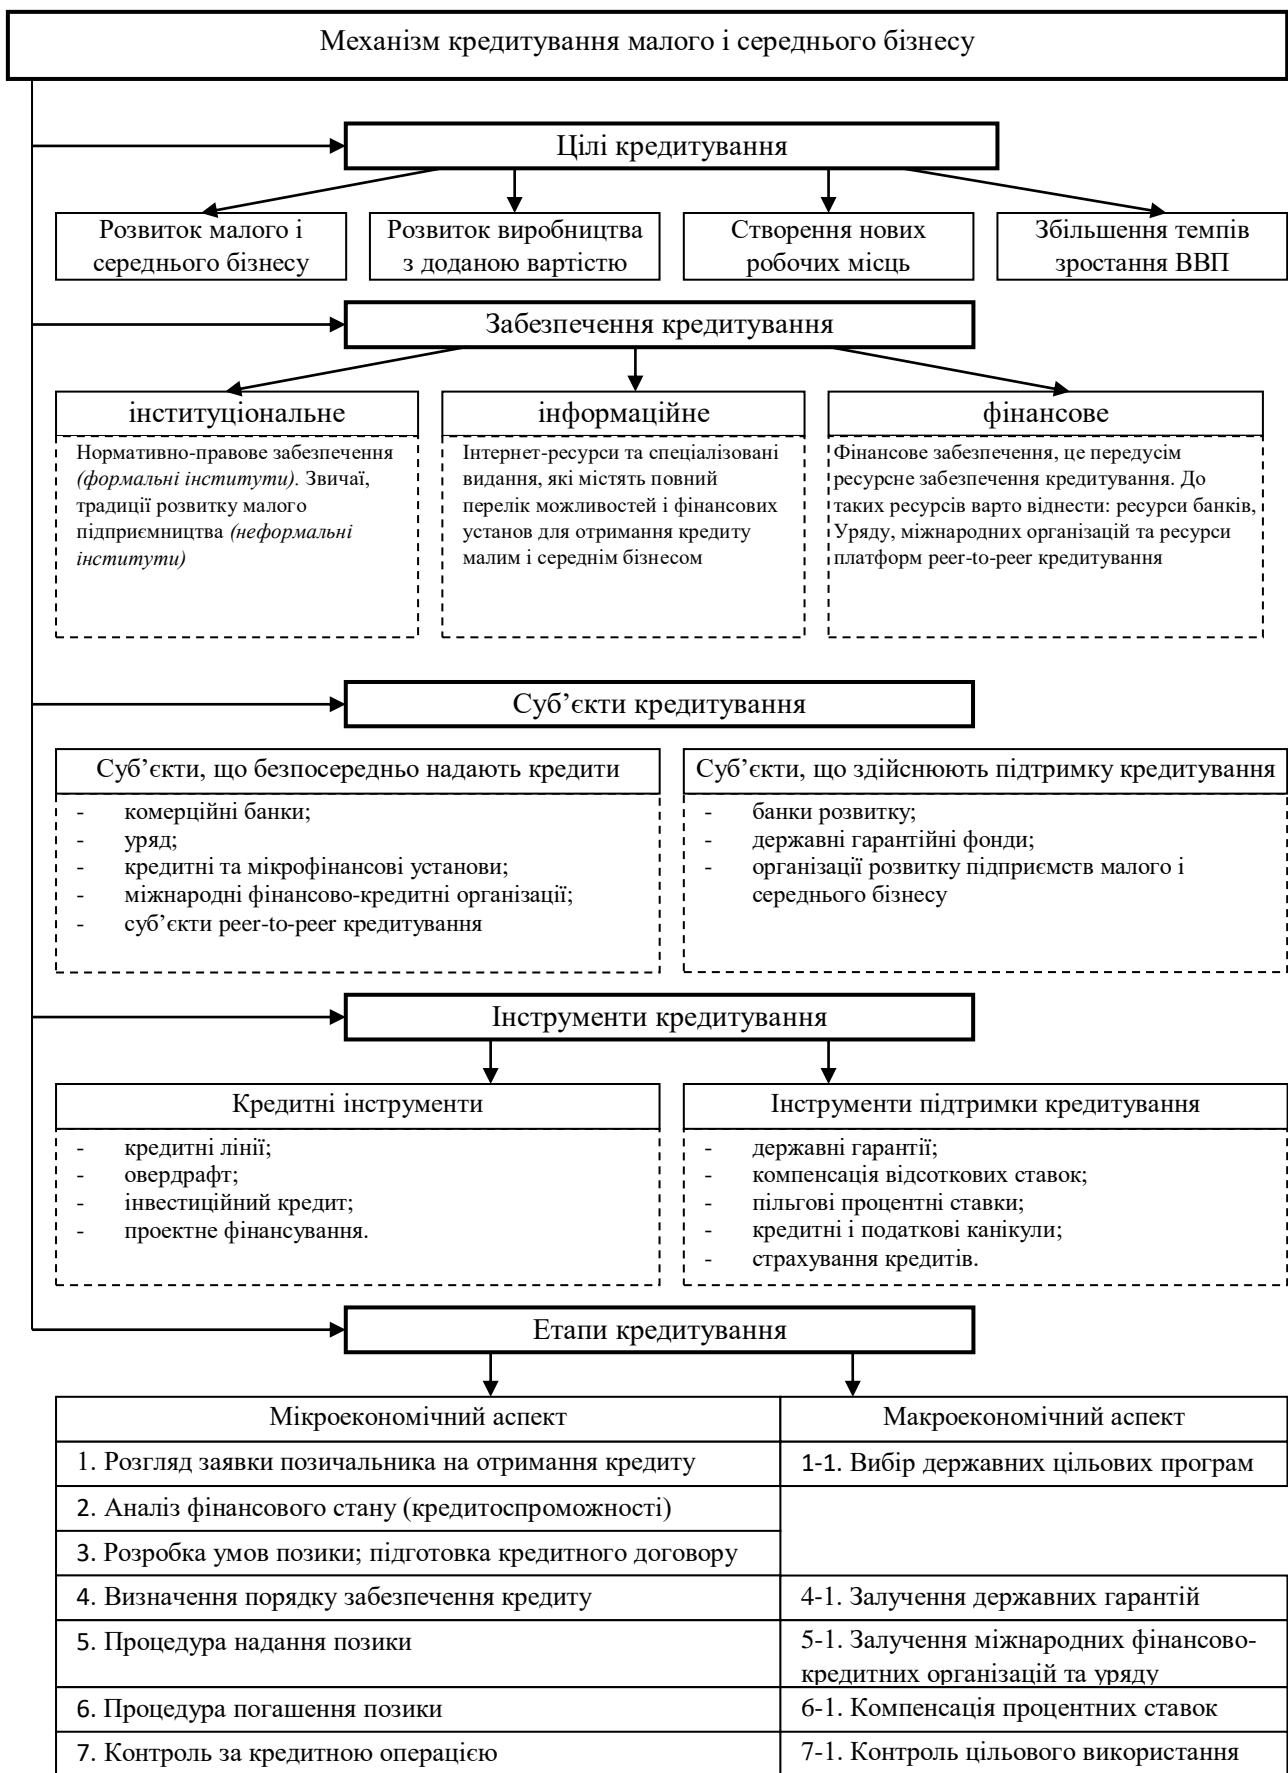 Механізм кредитування малого і середнього бізнесу
Цілі кредитування
Розвиток малого і
середнього бізнесу
Розвиток виробництва
з доданою вартістю
Створення нових
робочих місць
Збільшення темпів
зростання ВВП
Забезпечення кредитування
інституціональне
Нормативно-правове забезпечення
(формальні інститути). Звичаї,
традиції розвитку малого
підприємництва (неформальні
інститути)
інформаційне
Інтернет-ресурси та спеціалізовані
видання, які містять повний
перелік можливостей і фінансових
установ для отримання кредиту
малим і середнім бізнесом
фінансове
Фінансове забезпечення, це передусім
ресурсне забезпечення кредитування. До
таких ресурсів варто віднести: ресурси банків,
Уряду, міжнародних організацій та ресурси
платформ peer-to-peer кредитування
Суб’єкти кредитування
Суб’єкти, що безпосередньо надають кредити
- комерційні банки;
- уряд;
- кредитні та мікрофінансові установи;
- міжнародні фінансово-кредитні організації;
- суб’єкти peer-to-peer кредитування
Суб’єкти, що здійснюють підтримку кредитування
- банки розвитку;
- державні гарантійні фонди;
- організації розвитку підприємств малого і
середнього бізнесу
Інструменти кредитування
Кредитні інструменти
- кредитні лінії;
- овердрафт;
- інвестиційний кредит;
- проектне фінансування.
Інструменти підтримки кредитування
- державні гарантії;
- компенсація відсоткових ставок;
- пільгові процентні ставки;
- кредитні і податкові канікули;
- страхування кредитів.
Етапи кредитування
Мікроекономічний аспект
Макроекономічний аспект
1. Розгляд заявки позичальника на отримання кредиту
1-1. Вибір державних цільових програм
2. Аналіз фінансового стану (кредитоспроможності)
3. Розробка умов позики; підготовка кредитного договору
4. Визначення порядку забезпечення кредиту
4-1. Залучення державних гарантій
5. Процедура надання позики
5-1. Залучення міжнародних фінансово-
кредитних організацій та уряду
6. Процедура погашення позики
6-1. Компенсація процентних ставок
7. Контроль за кредитною операцією
7-1. Контроль цільового використання